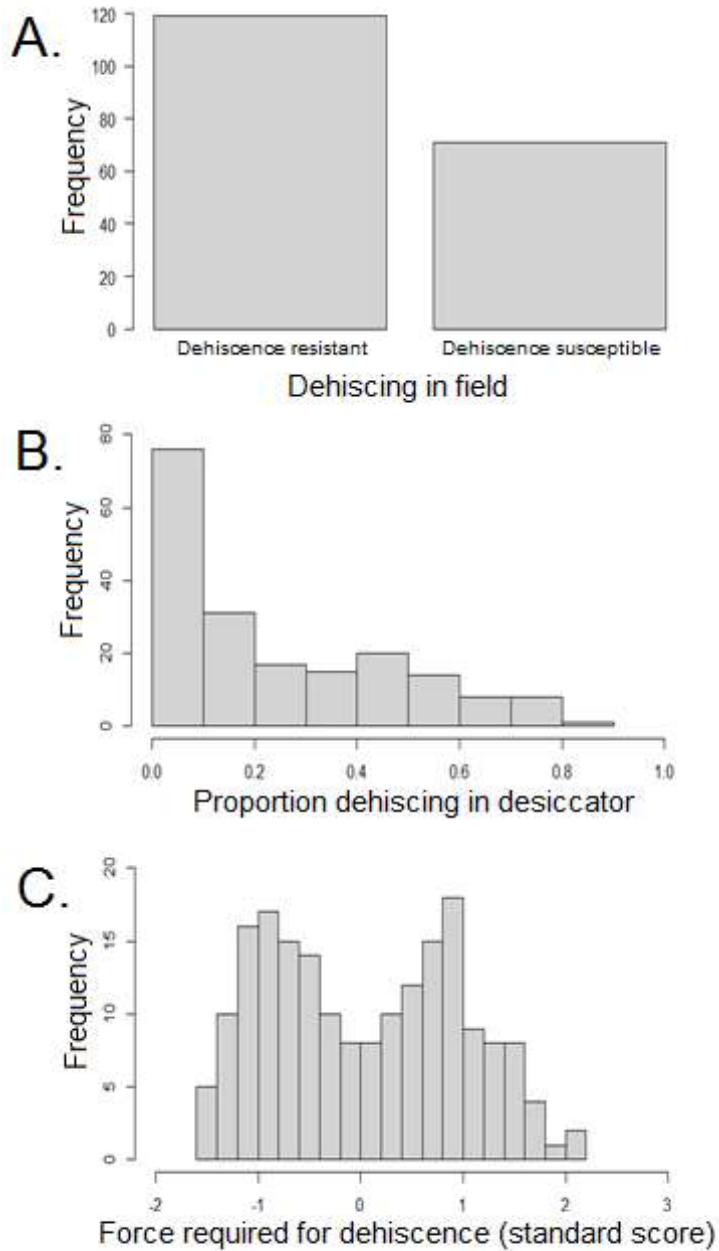 A.
Frequency
120
100
80
60
40
20
0
Dehiscence resistant Dehiscence susceptible
Dehiscing in field
B.
Frequency
80
60
40
20
0
0.0 0.2 0.4 0.6 0.8 1.0
Proportion dehiscing in desiccator
C.
Frequency
20
15
10
5
0
-2 -1 0 1 2 3
Force required for dehiscence (standard score)